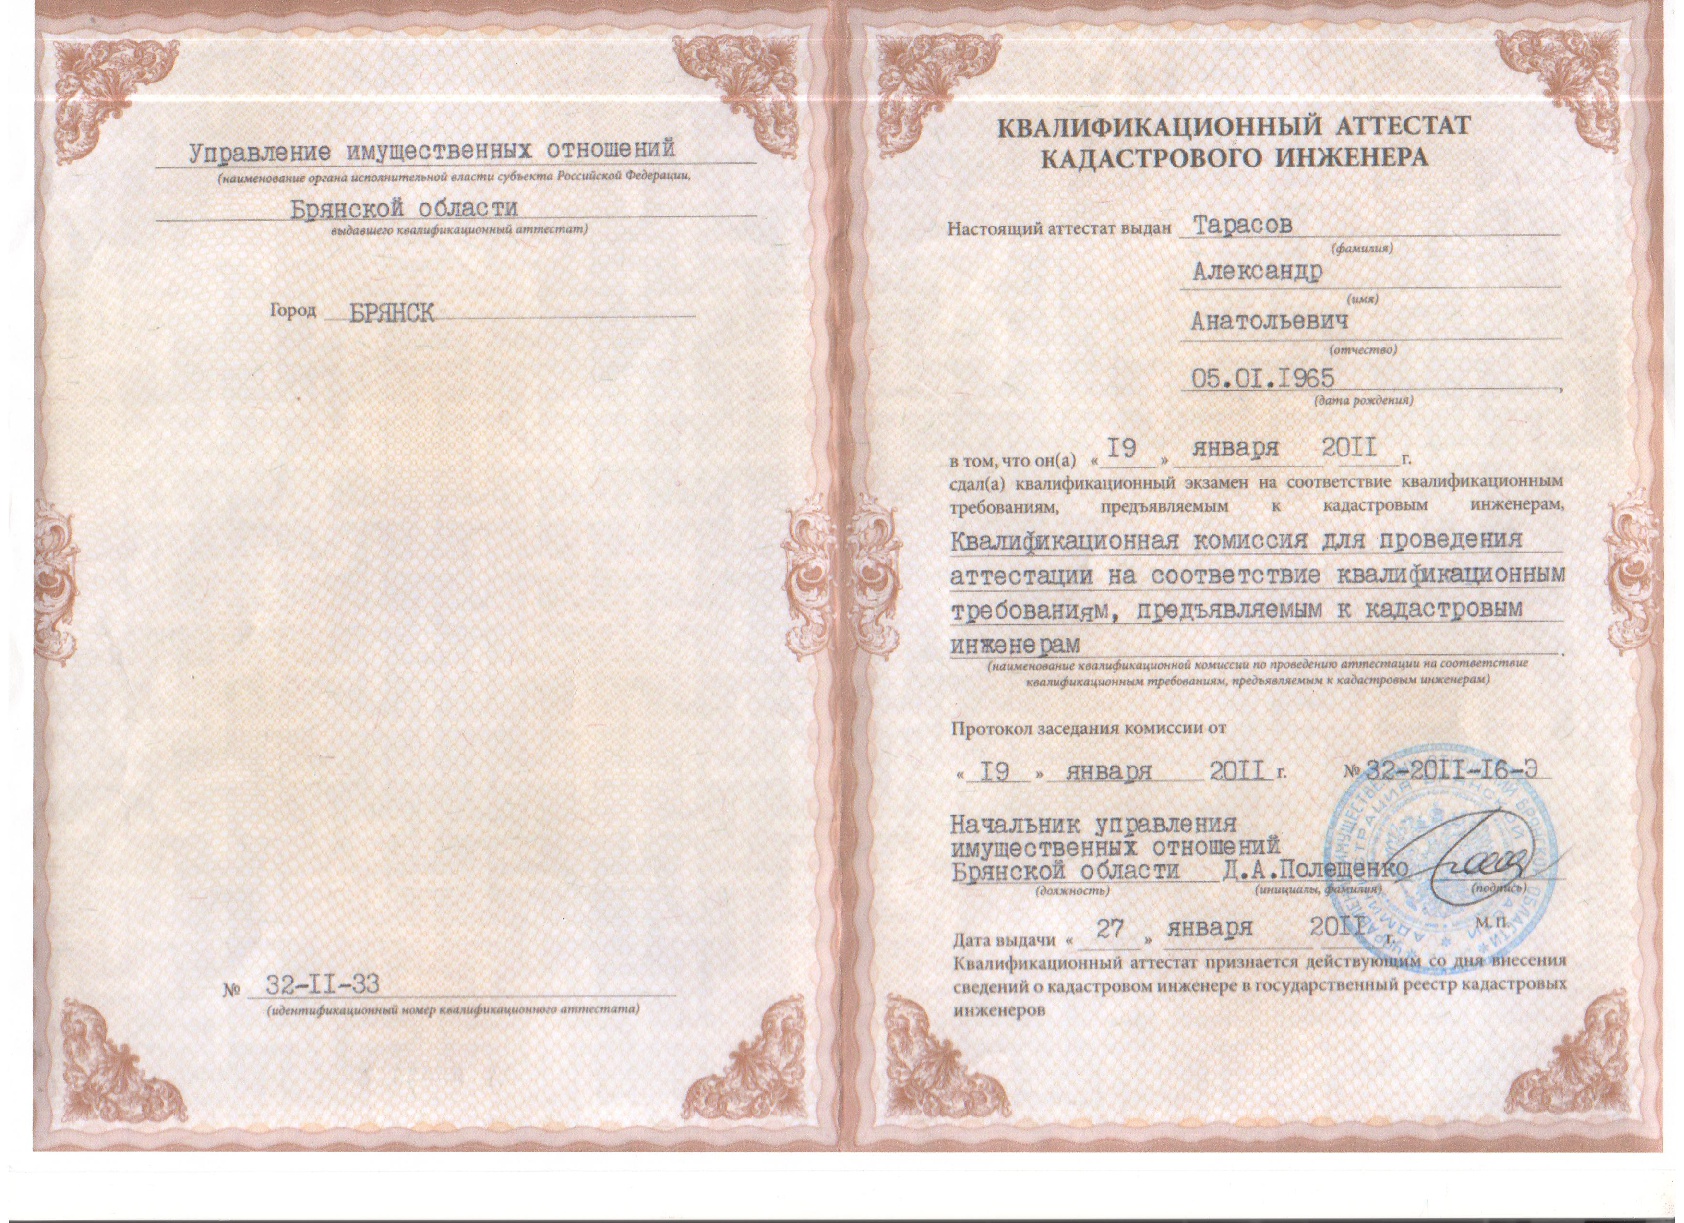 Управление имущественных отношений
(наименование органа исполнительной власти субъекта Российской Федерации,
Брянской области
выдавшего квалификационный аттестат)
Город БРЯНСК
№ 32-II-33
(идентификационный номер квалификационного аттестата)
КВАЛИФИКАЦИОННЫЙ АТТЕСТАТ
КАДАСТРОВОГО ИНЖЕНЕРА
Настоящий аттестат выдан Тарасов
(фамилия)
Александр
(имя)
Анатольевич
(отчество)
05.0I.I965,
(дата рождения)
в том, что он(а) «I9» января 20II г.
сдал(а) квалификационный экзамен на соответствие квалификационным
требованиям, предъявляемым к кадастровым инженерам,
Квалификационная комиссия для проведения
аттестации на соответствие квалификационным
требованиям, предъявляемым к кадастровым
инженерам.
(наименование квалификационной комиссии по проведению аттестации на соответствие
квалификационным требованиям, предъявляемым к кадастровым инженерам)
Протокол заседания комиссии от
«I9» января 20II г. № 32-20II-I6-Э
Начальник управления
имущественных отношений
Брянской области Д.А.Полещенко
(должность) (инициалы, фамилия) (подпись)
М.П.
Дата выдачи «27» января 20II г.
Квалификационный аттестат признается действующим со дня внесения
сведений о кадастровом инженере в государственный реестр кадастровых
инженеров